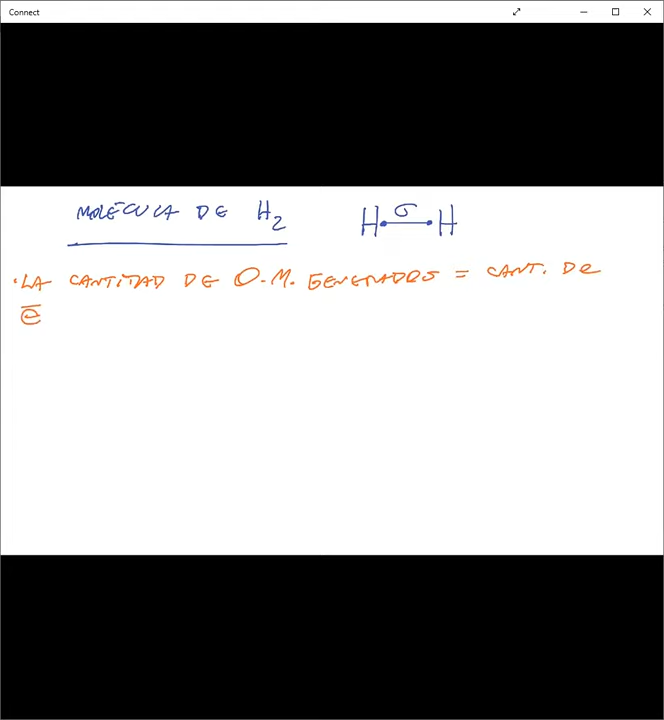 Connect
MOLÉCULA DE H₂ H σ H
• LA CANTIDAD DE O.M. GENERADOS = CANT. DE
e̅